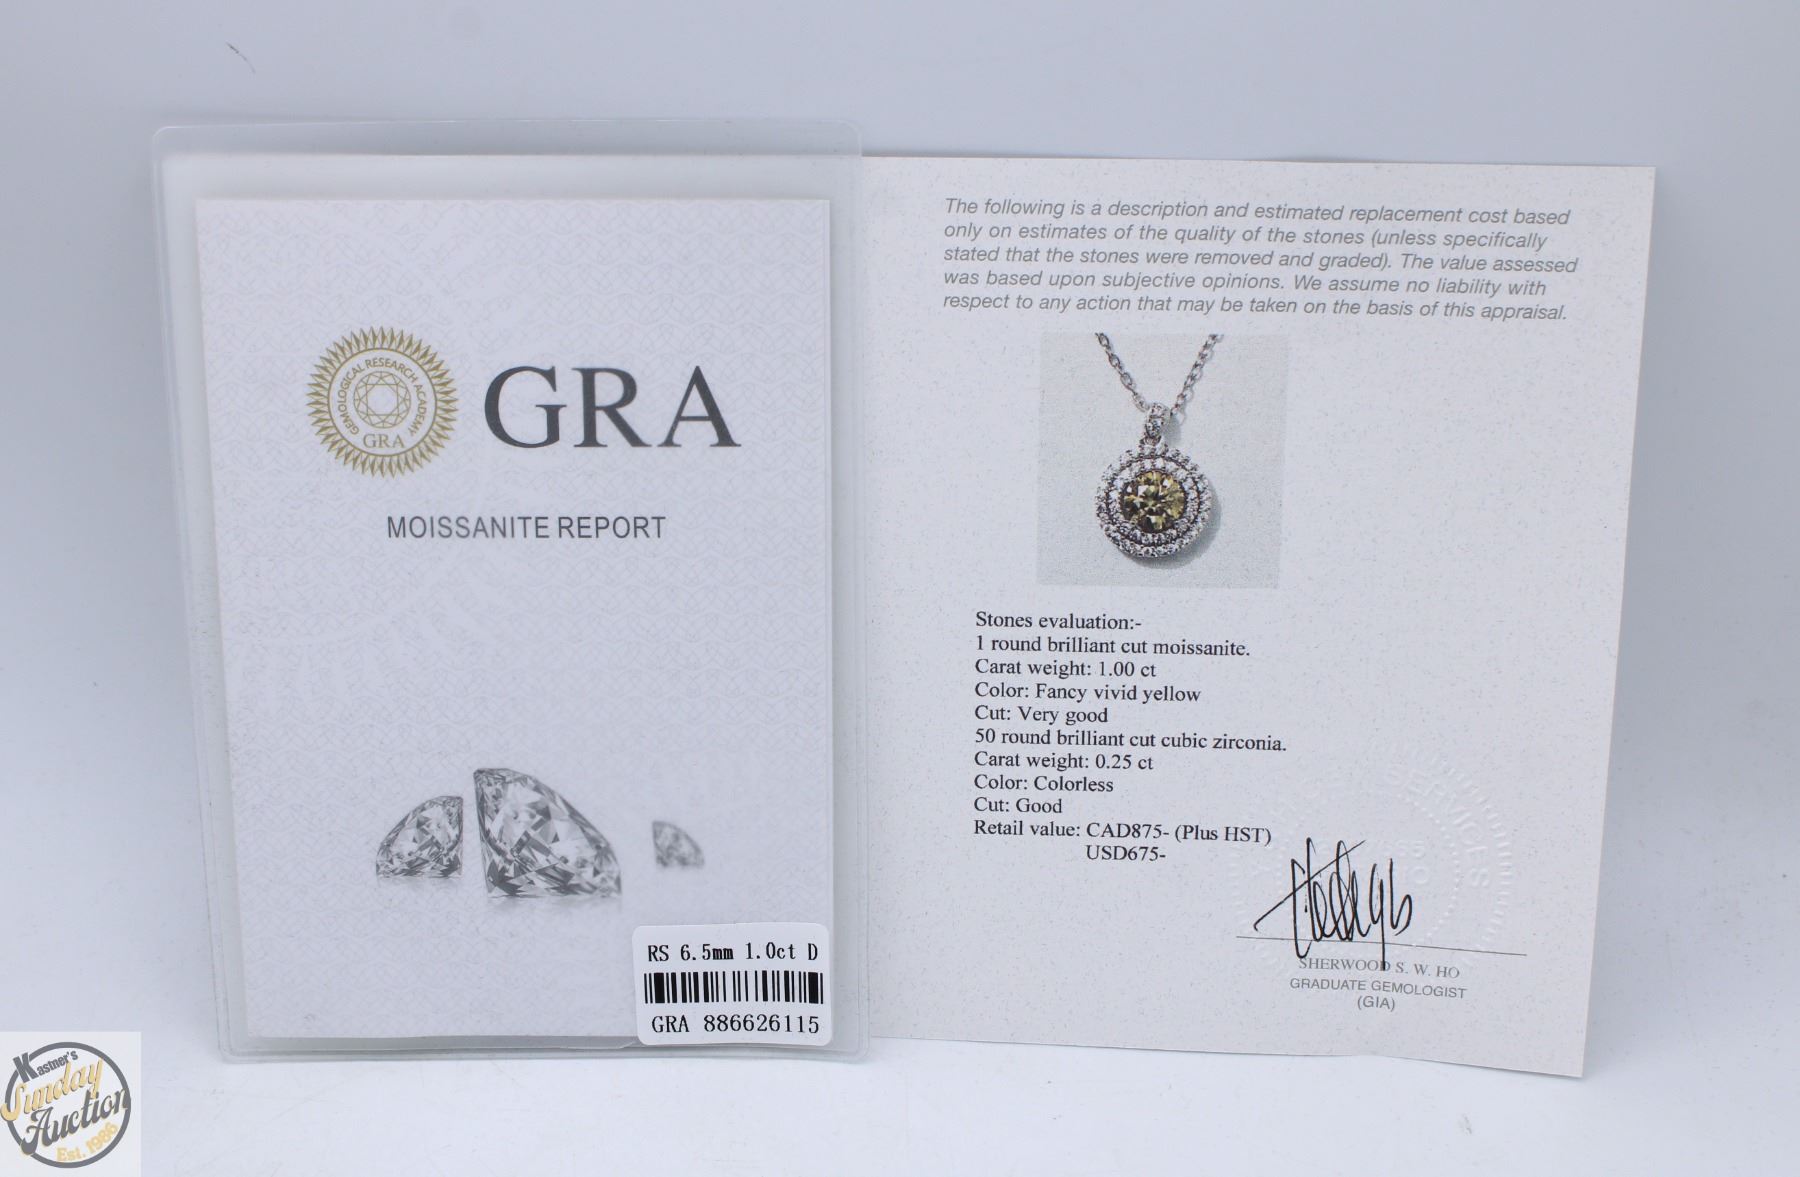 GEMOLOGICAL RESEARCH ACADEMY
GRA
GRA
MOISSANITE REPORT
RS 6.5mm 1.0ct D
GRA 886626115
The following is a description and estimated replacement cost based
only on estimates of the quality of the stones (unless specifically
stated that the stones were removed and graded). The value assessed
was based upon subjective opinions. We assume no liability with
respect to any action that may be taken on the basis of this appraisal.
Stones evaluation:-
1 round brilliant cut moissanite.
Carat weight: 1.00 ct
Color: Fancy vivid yellow
Cut: Very good
50 round brilliant cut cubic zirconia.
Carat weight: 0.25 ct
Color: Colorless
Cut: Good
Retail value: CAD875- (Plus HST)
USD675-
SERVICES
SHERWOOD S. W. HO
GRADUATE GEMOLOGIST
(GIA)
Kastner's
Sunday
Auction
Est. 1986